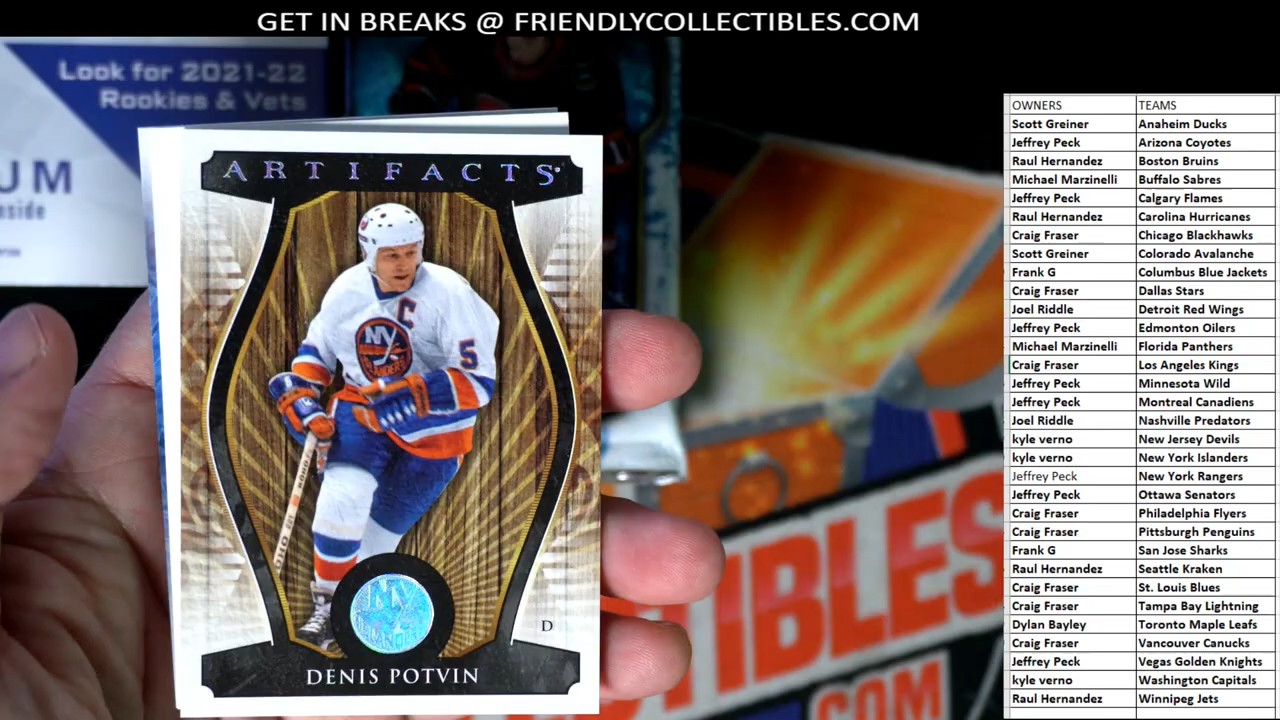 GET IN BREAKS @ FRIENDLYCOLLECTIBLES.COM
Look for 2021-22
Rookies & Vets
UM
ARTIFACTS
C
NY
ISLANDERS
5
D
DENIS POTVIN
TIBLES
.COM
OWNERS TEAMS
Scott Greiner Anaheim Ducks
Jeffrey Peck Arizona Coyotes
Raul Hernandez Boston Bruins
Michael Marzinelli Buffalo Sabres
Jeffrey Peck Calgary Flames
Raul Hernandez Carolina Hurricanes
Craig Fraser Chicago Blackhawks
Scott Greiner Colorado Avalanche
Frank G Columbus Blue Jackets
Craig Fraser Dallas Stars
Joel Riddle Detroit Red Wings
Jeffrey Peck Edmonton Oilers
Michael Marzinelli Florida Panthers
Craig Fraser Los Angeles Kings
Jeffrey Peck Minnesota Wild
Jeffrey Peck Montreal Canadiens
Joel Riddle Nashville Predators
kyle verno New Jersey Devils
kyle verno New York Islanders
Jeffrey Peck New York Rangers
Jeffrey Peck Ottawa Senators
Craig Fraser Philadelphia Flyers
Craig Fraser Pittsburgh Penguins
Frank G San Jose Sharks
Raul Hernandez Seattle Kraken
Craig Fraser St. Louis Blues
Craig Fraser Tampa Bay Lightning
Dylan Bayley Toronto Maple Leafs
Craig Fraser Vancouver Canucks
Jeffrey Peck Vegas Golden Knights
kyle verno Washington Capitals
Raul Hernandez Winnipeg Jets